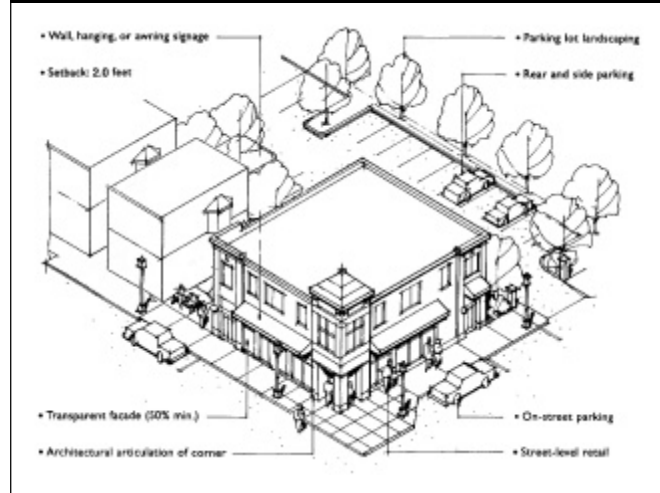 • Wall, hanging, or awning signage
• Setback: 2.0 feet
• Parking lot landscaping
• Rear and side parking
• Transparent facade (50% min.)
• Architectural articulation of corner
• On-street parking
• Street-level retail